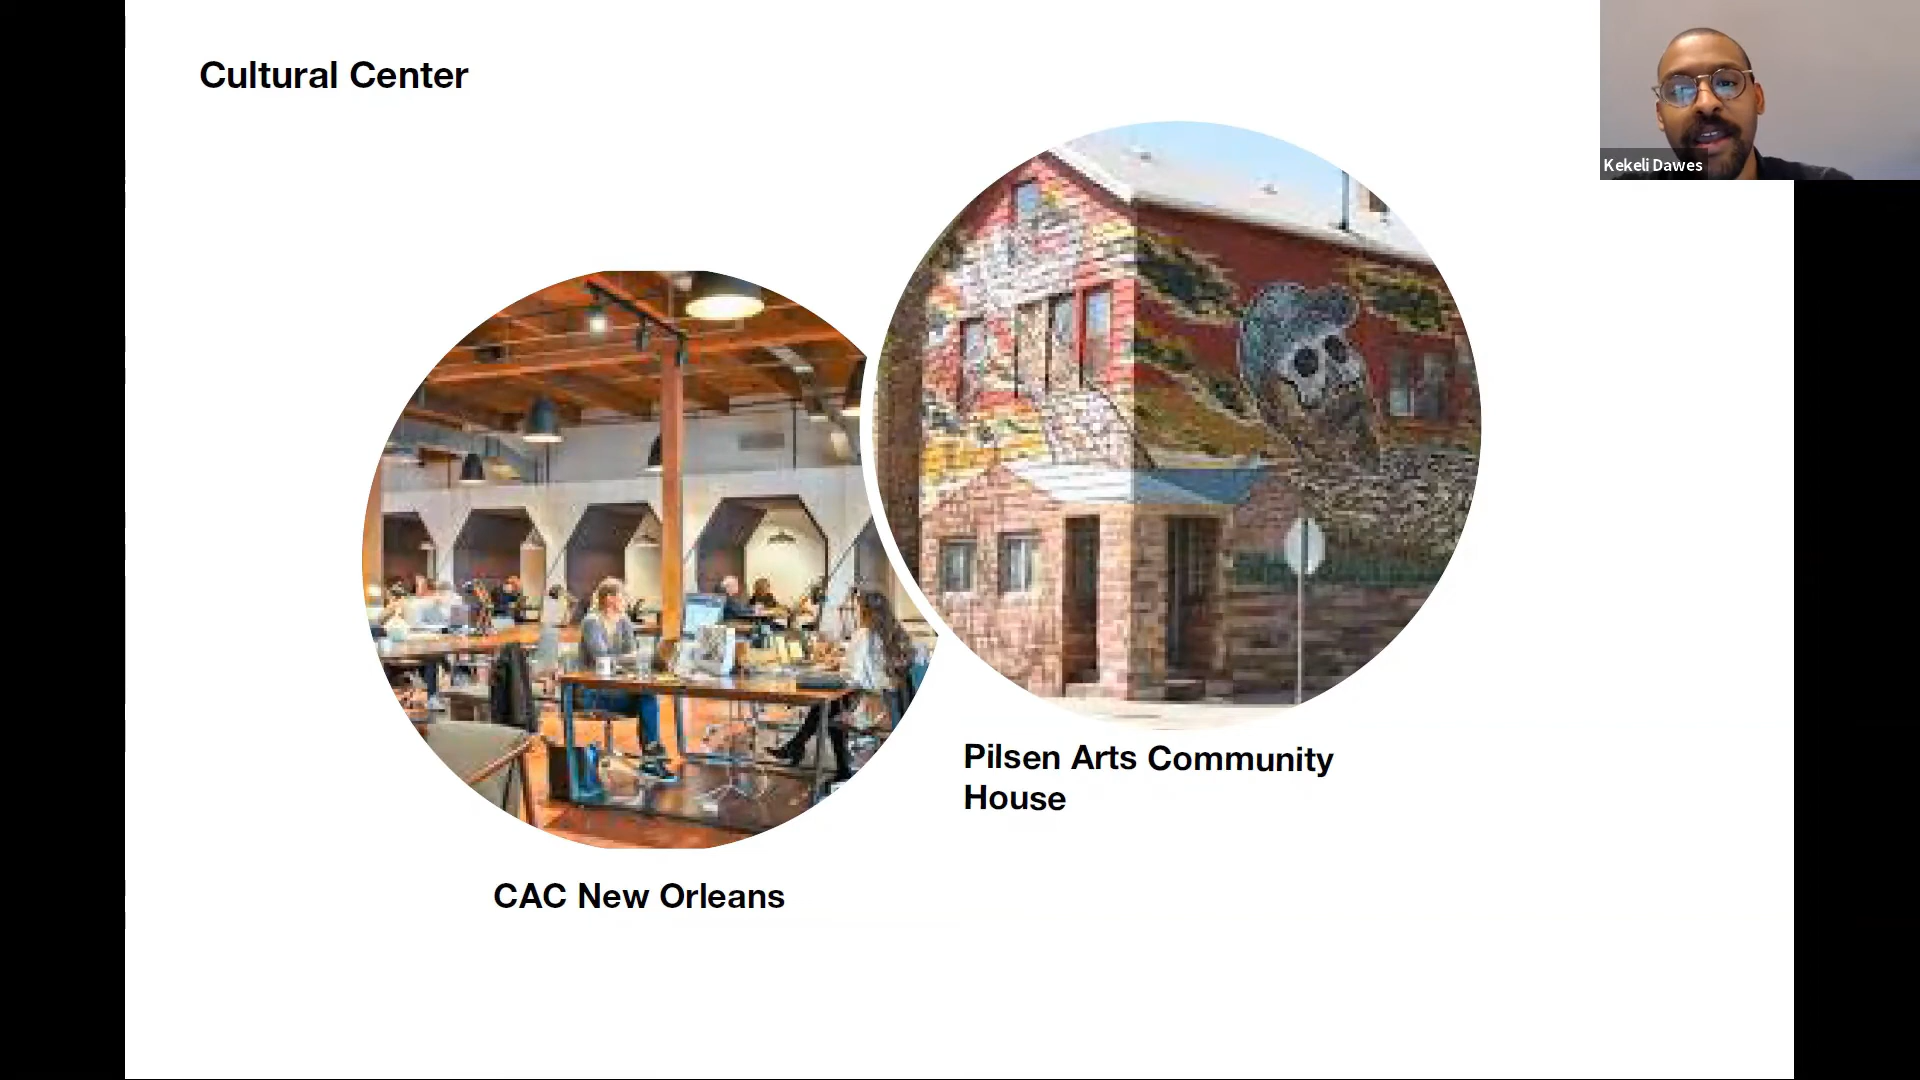 Cultural Center
Kekeli Dawes
Pilsen Arts Community
House
CAC New Orleans